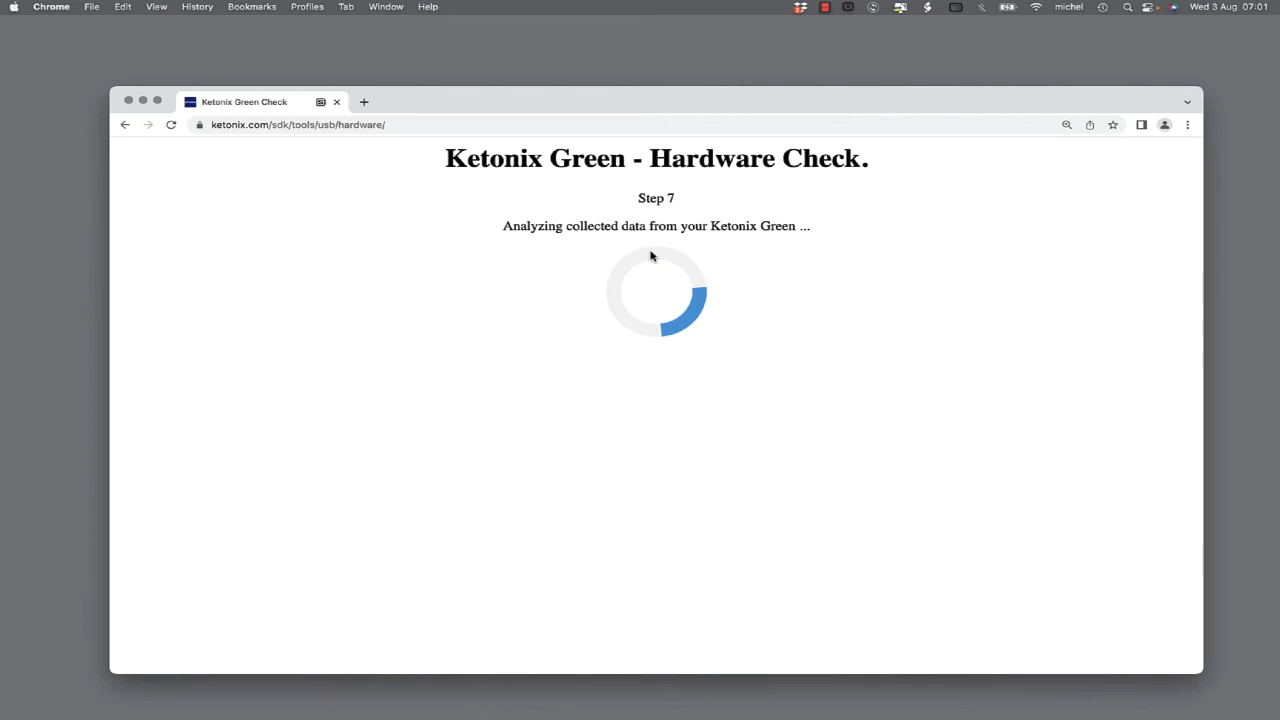 Chrome File Edit View History Bookmarks Profiles Tab Window Help michel Wed 3 Aug 07:01
Ketonix Green Check
ketonix.com/sdk/tools/usb/hardware/
Ketonix Green - Hardware Check.
Step 7
Analyzing collected data from your Ketonix Green ...